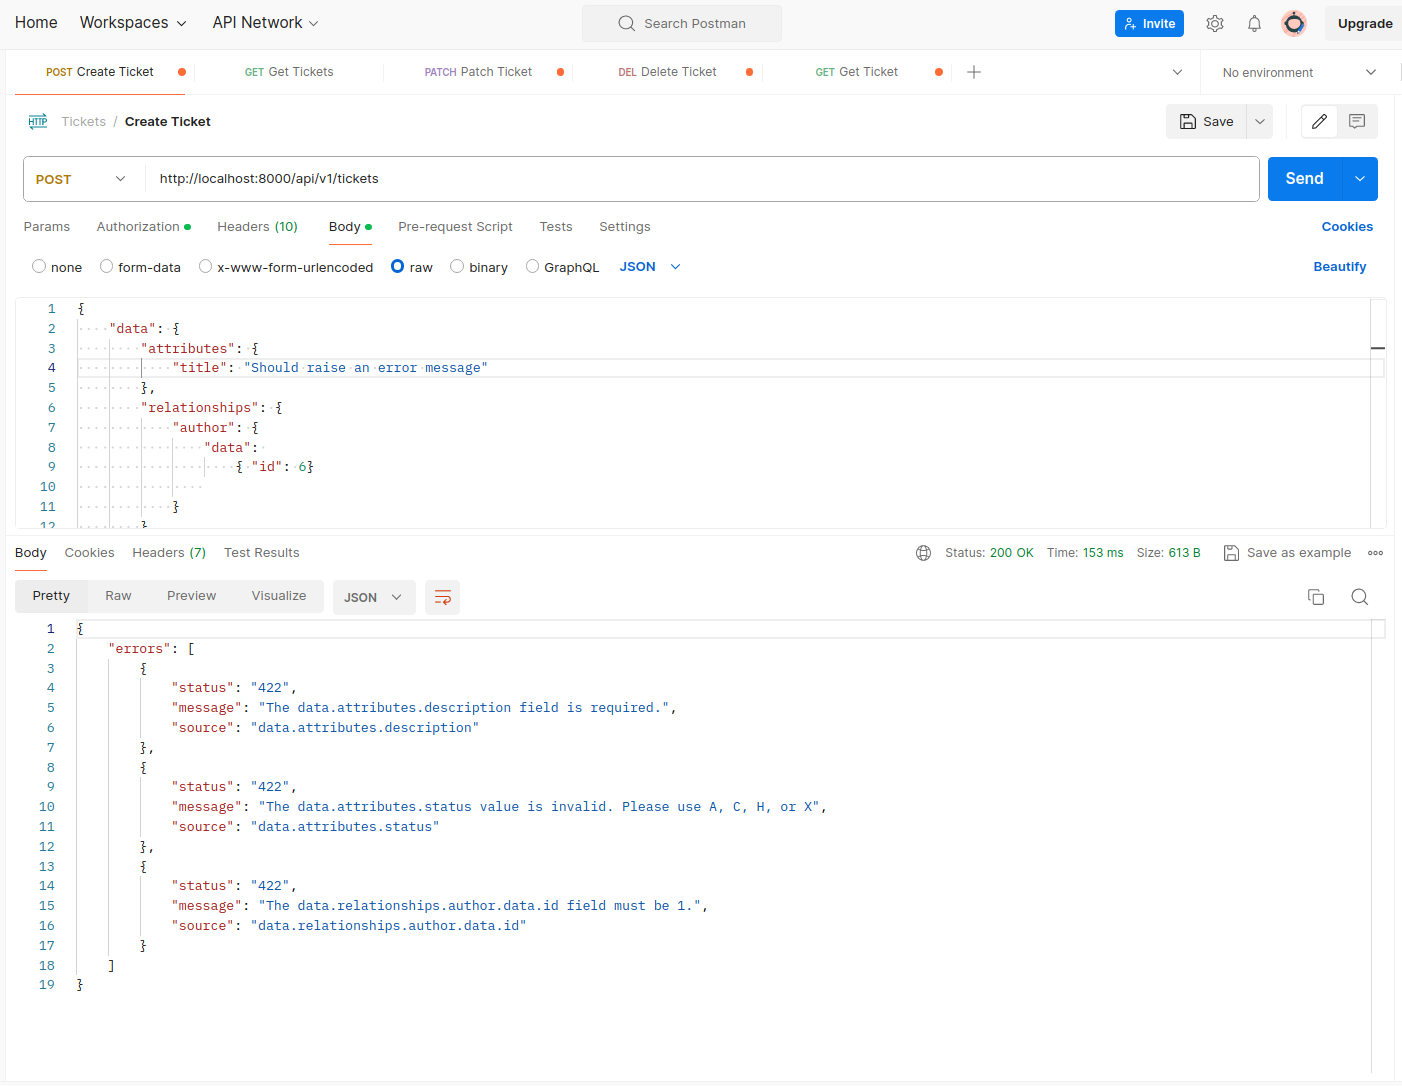 Home Workspaces API Network Search Postman Invite Upgrade
POST Create Ticket GET Get Tickets PATCH Patch Ticket DEL Delete Ticket GET Get Ticket No environment
HTTP Tickets / Create Ticket Save
POST http://localhost:8000/api/v1/tickets Send
Params Authorization Headers (10) Body Pre-request Script Tests Settings Cookies
none form-data x-www-form-urlencoded raw binary GraphQL JSON Beautify
1 {
2 "data": {
3 "attributes": {
4 "title": "Should raise an error message"
5 },
6 "relationships": {
7 "author": {
8 "data":
9 { "id": 6}
10
11 }
12 }
Body Cookies Headers (7) Test Results Status: 200 OK Time: 153 ms Size: 613 B Save as example
Pretty Raw Preview Visualize JSON
1 {
2 "errors": [
3 {
4 "status": "422",
5 "message": "The data.attributes.description field is required.",
6 "source": "data.attributes.description"
7 },
8 {
9 "status": "422",
10 "message": "The data.attributes.status value is invalid. Please use A, C, H, or X",
11 "source": "data.attributes.status"
12 },
13 {
14 "status": "422",
15 "message": "The data.relationships.author.data.id field must be 1.",
16 "source": "data.relationships.author.data.id"
17 }
18 ]
19 }